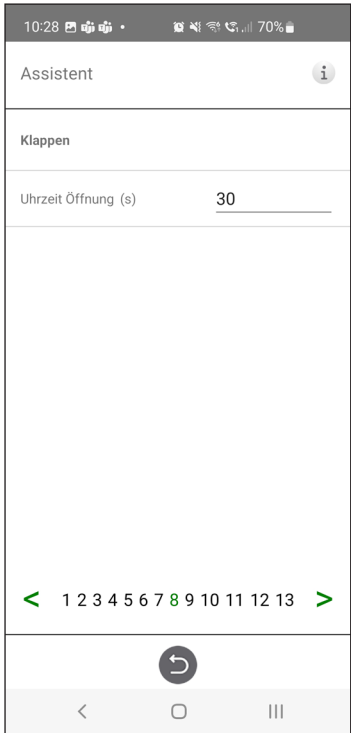 10:28 70%
Assistent i
Klappen
Uhrzeit Öffnung (s) 30
< 1 2 3 4 5 6 7 8 9 10 11 12 13 >